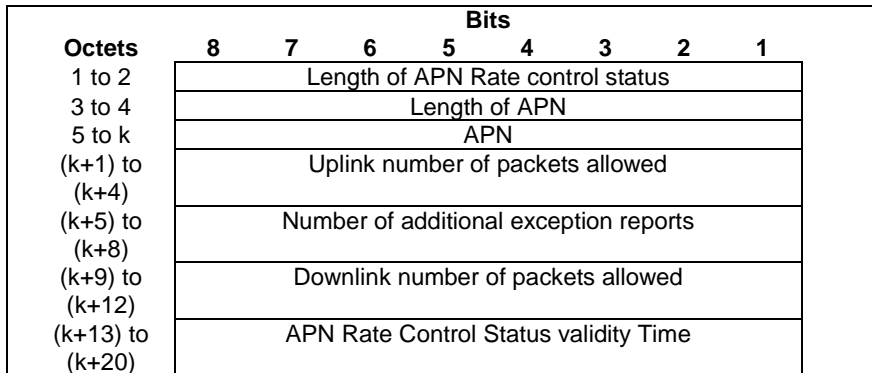 Bits
Octets 8 7 6 5 4 3 2 1
1 to 2 Length of APN Rate control status
3 to 4 Length of APN
5 to k APN
(k+1) to Uplink number of packets allowed
(k+4)
(k+5) to Number of additional exception reports
(k+8)
(k+9) to Downlink number of packets allowed
(k+12)
(k+13) to APN Rate Control Status validity Time
(k+20)